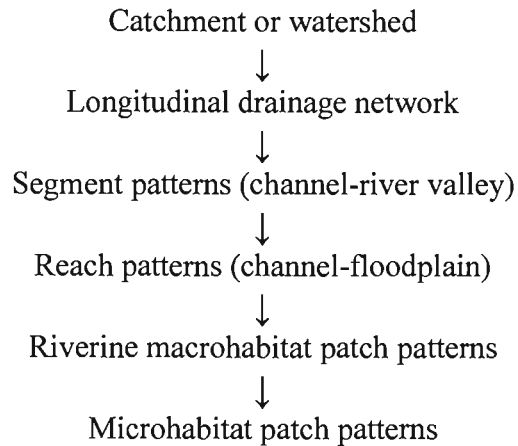 Catchment or watershed
↓
Longitudinal drainage network
↓
Segment patterns (channel-river valley)
↓
Reach patterns (channel-floodplain)
↓
Riverine macrohabitat patch patterns
↓
Microhabitat patch patterns